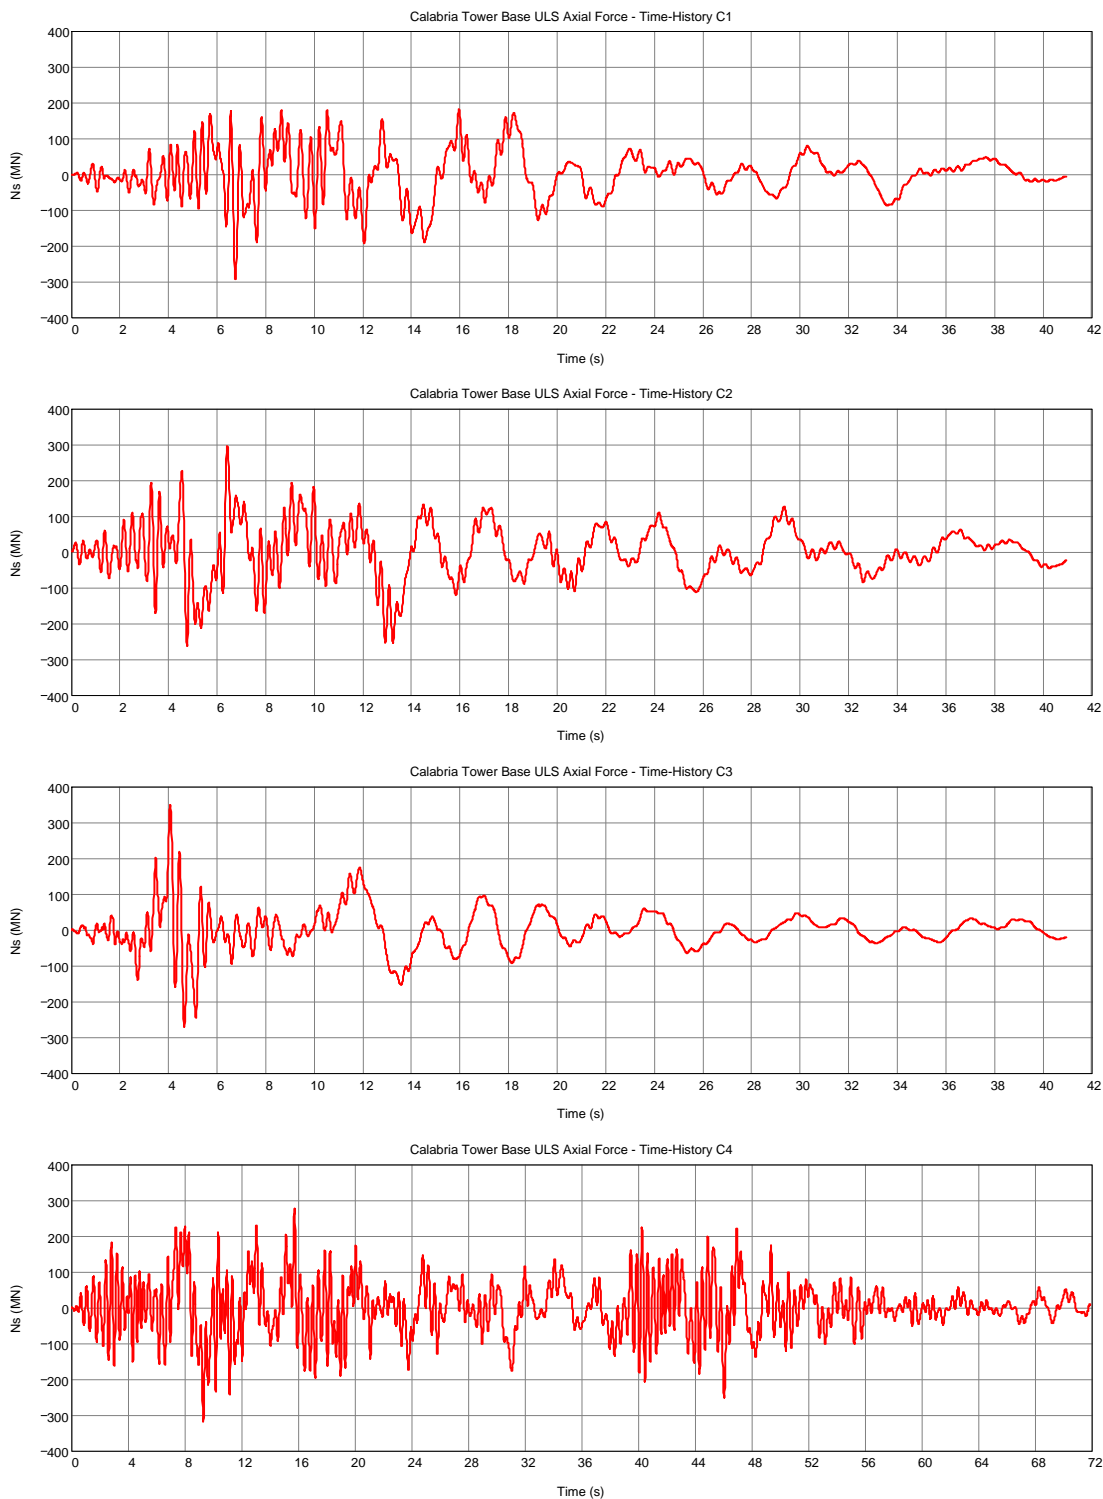 Calabria Tower Base ULS Axial Force - Time-History C1
400
300
200
100
0
−100
−200
−300
−400
Ns (MN)
0 2 4 6 8 10 12 14 16 18 20 22 24 26 28 30 32 34 36 38 40 42
Time (s)
Calabria Tower Base ULS Axial Force - Time-History C2
400
300
200
100
0
−100
−200
−300
−400
Ns (MN)
0 2 4 6 8 10 12 14 16 18 20 22 24 26 28 30 32 34 36 38 40 42
Time (s)
Calabria Tower Base ULS Axial Force - Time-History C3
400
300
200
100
0
−100
−200
−300
−400
Ns (MN)
0 2 4 6 8 10 12 14 16 18 20 22 24 26 28 30 32 34 36 38 40 42
Time (s)
Calabria Tower Base ULS Axial Force - Time-History C4
400
300
200
100
0
−100
−200
−300
−400
Ns (MN)
0 4 8 12 16 20 24 28 32 36 40 44 48 52 56 60 64 68 72
Time (s)